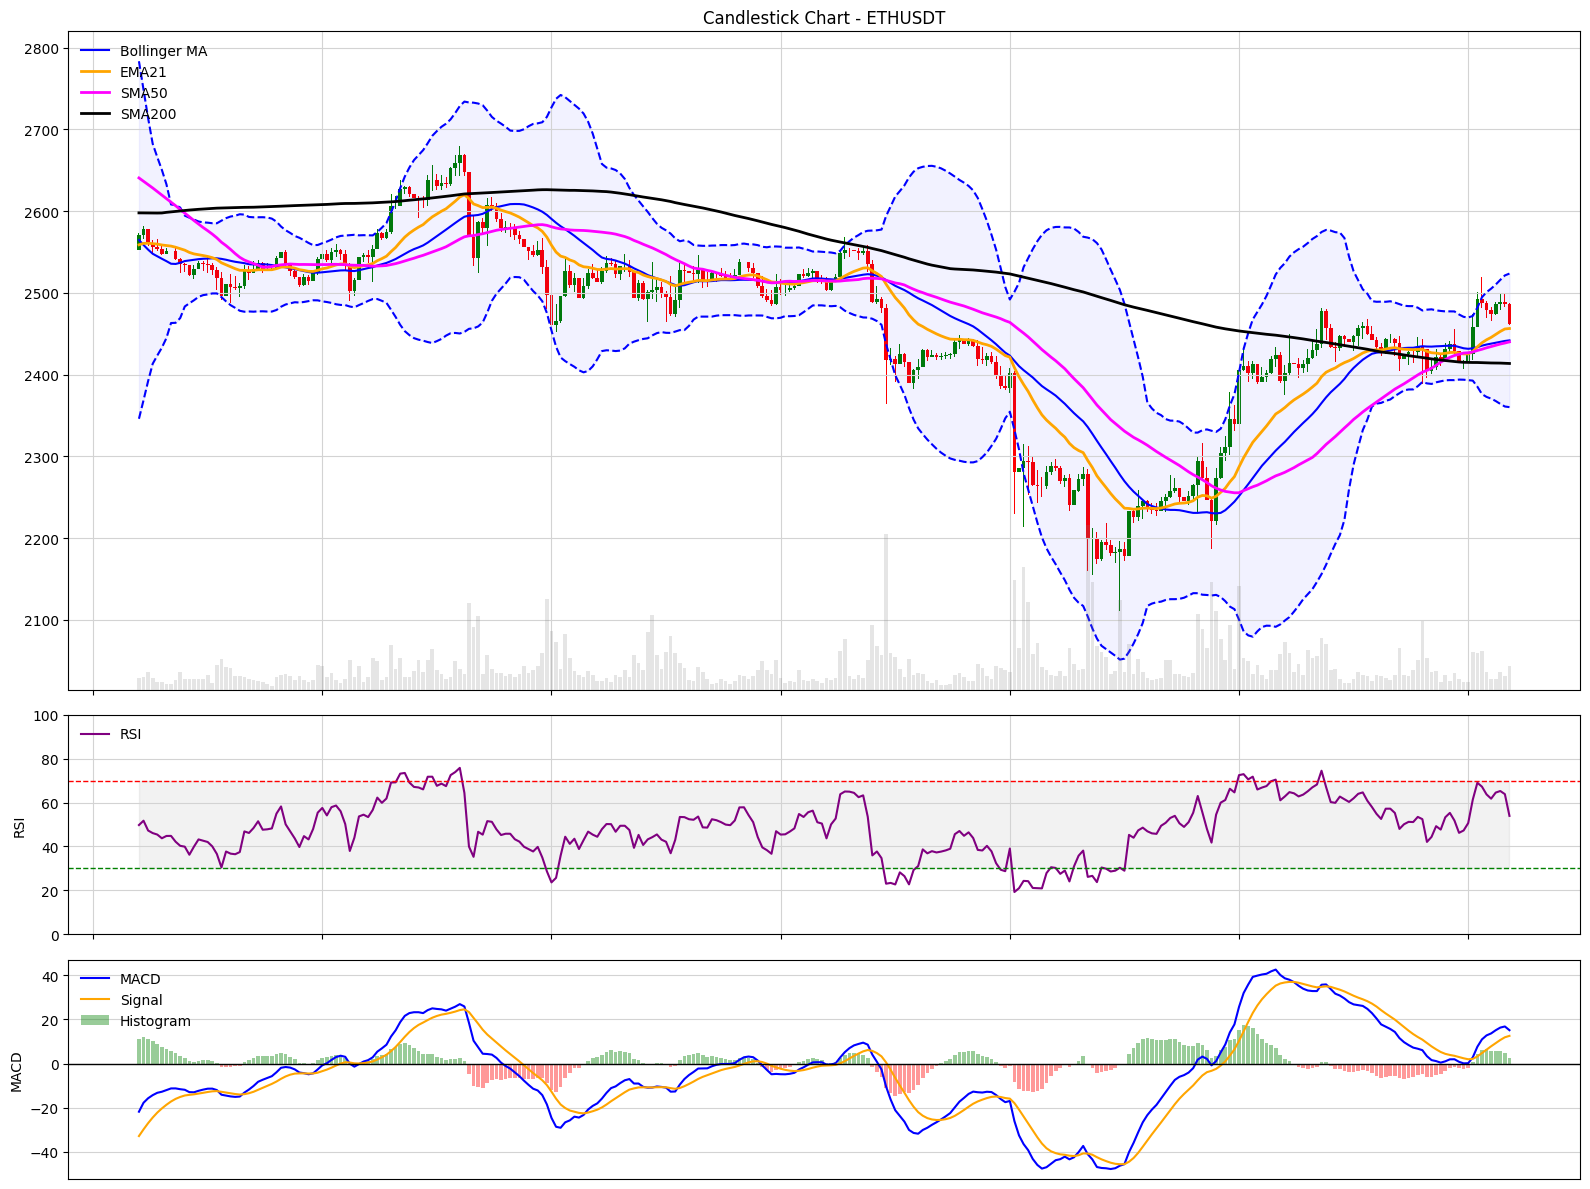 Candlestick Chart - ETHUSDT
Bollinger MA
EMA21
SMA50
SMA200
2800
2700
2600
2500
2400
2300
2200
2100
RSI
RSI
100
80
60
40
20
0
MACD
Signal
Histogram
MACD
40
20
0
−20
−40